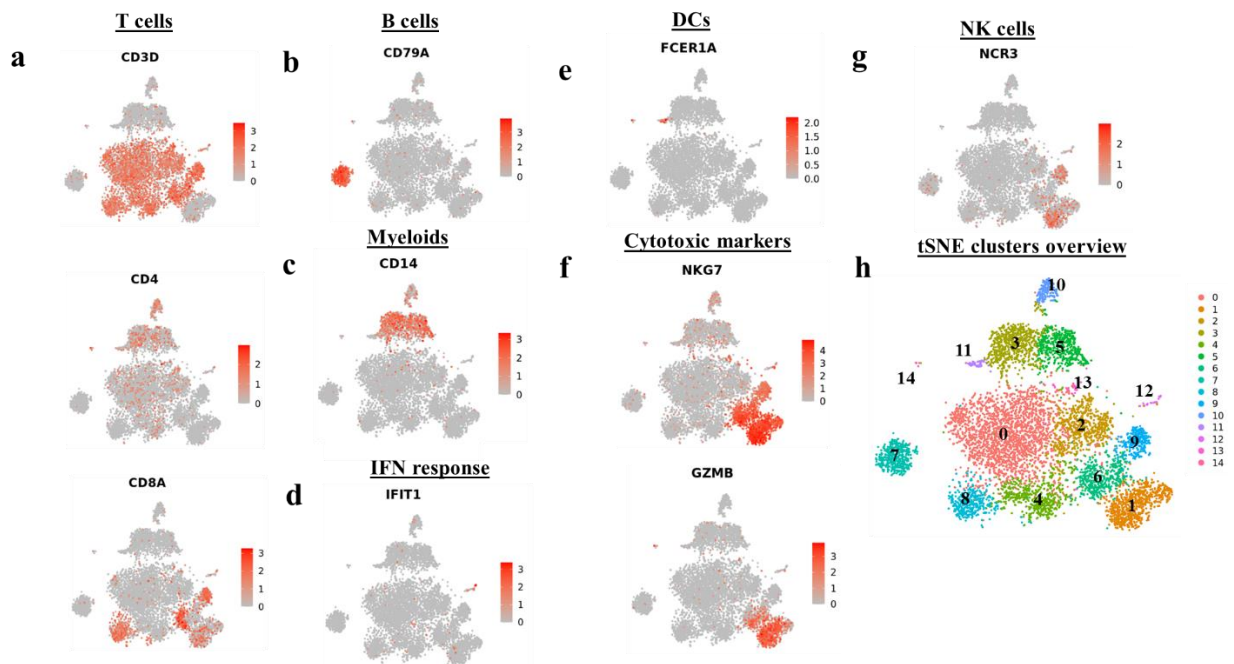 T cells
B cells
DCs
NK cells
a
CD3D
3
2
1
0
b
CD79A
3
2
1
0
e
FCER1A
2.0
1.5
1.0
0.5
0.0
g
NCR3
2
1
0
CD4
2
1
0
Myeloids
c
CD14
3
2
1
0
Cytotoxic markers
f
NKG7
4
3
2
1
0
tSNE clusters overview
h
10
3
5
11
14
13
12
0
2
9
7
6
8
4
1
0
1
2
3
4
5
6
7
8
9
10
11
12
13
14
CD8A
3
2
1
0
IFN response
d
IFIT1
3
2
1
0
GZMB
3
2
1
0